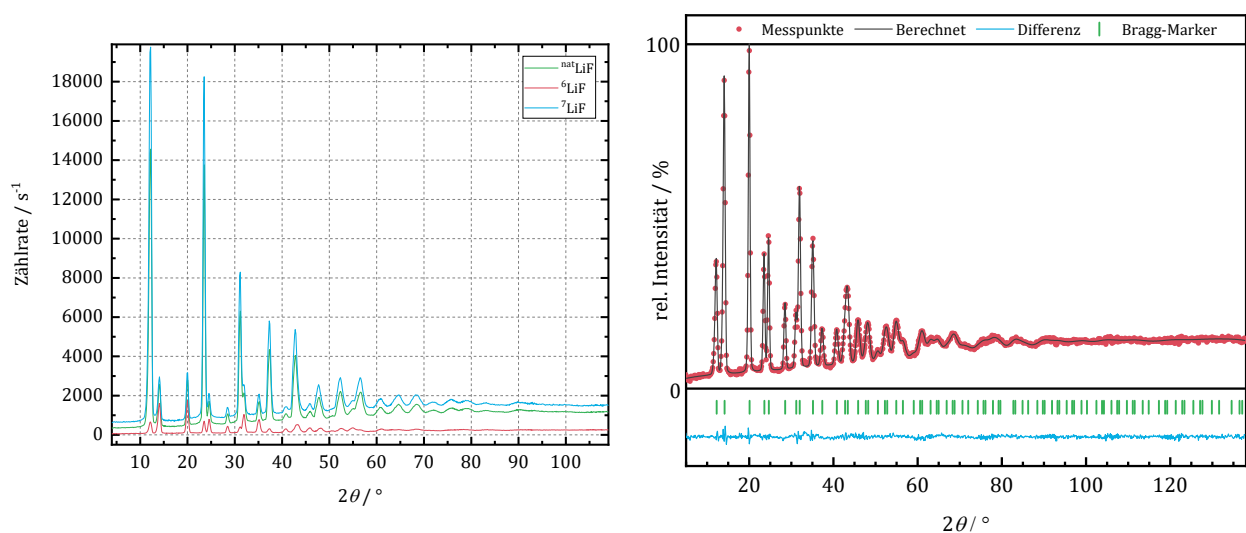 natLiF
6LiF
7LiF
18000
16000
14000
12000
10000
8000
6000
4000
2000
0
Zählrate / s-1
10 20 30 40 50 60 70 80 90 100
2θ / °
Messpunkte Berechnet Differenz Bragg-Marker
100
0
rel. Intensität / %
20 40 60 80 100 120
2θ / °